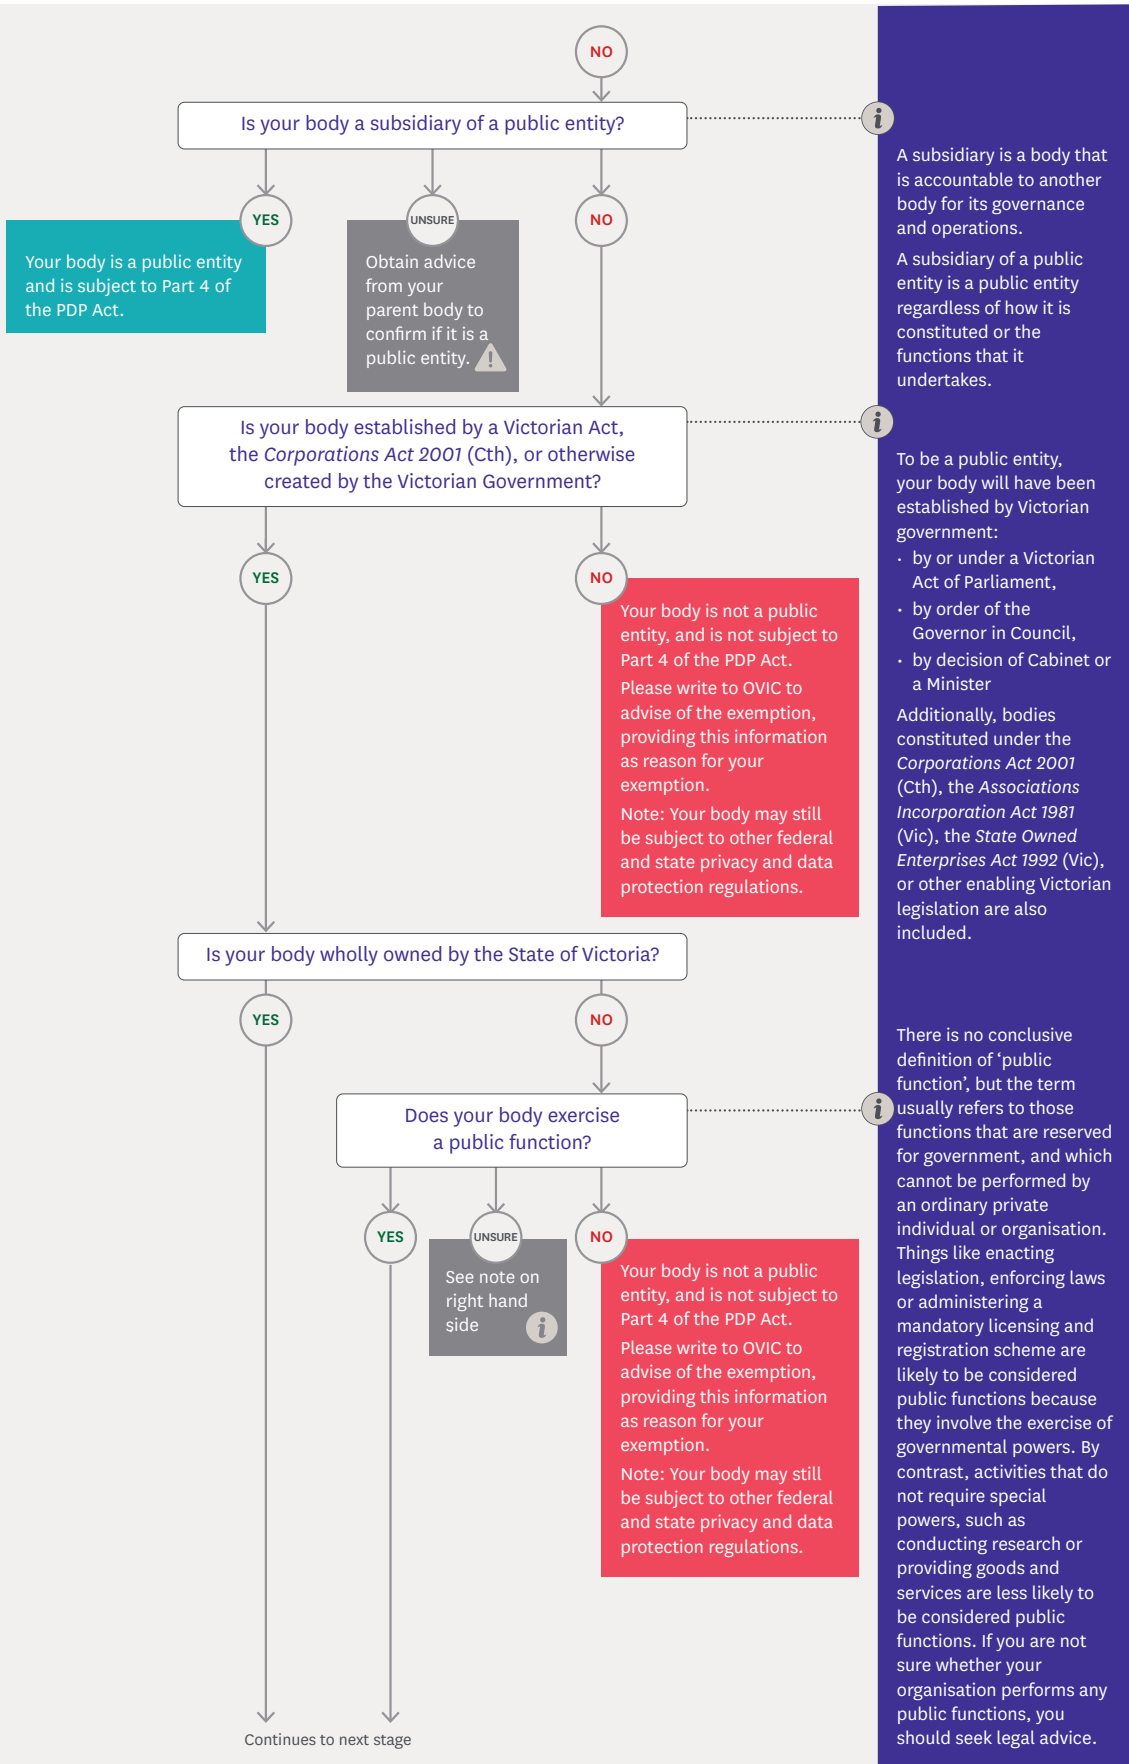 NO
Is your body a subsidiary of a public entity?
YES
UNSURE
NO
Your body is a public entity
and is subject to Part 4 of
the PDP Act.
Obtain advice
from your
parent body to
confirm if it is a
public entity.
i
A subsidiary is a body that
is accountable to another
body for its governance
and operations.
A subsidiary of a public
entity is a public entity
regardless of how it is
constituted or the
functions that it
undertakes.
Is your body established by a Victorian Act,
the Corporations Act 2001 (Cth), or otherwise
created by the Victorian Government?
YES
NO
Your body is not a public
entity, and is not subject to
Part 4 of the PDP Act.
Please write to OVIC to
advise of the exemption,
providing this information
as reason for your
exemption.
Note: Your body may still
be subject to other federal
and state privacy and data
protection regulations.
i
To be a public entity,
your body will have been
established by Victorian
government:
· by or under a Victorian
Act of Parliament,
· by order of the
Governor in Council,
· by decision of Cabinet or
a Minister
Additionally, bodies
constituted under the
Corporations Act 2001
(Cth), the Associations
Incorporation Act 1981
(Vic), the State Owned
Enterprises Act 1992 (Vic),
or other enabling Victorian
legislation are also
included.
Is your body wholly owned by the State of Victoria?
YES
NO
Does your body exercise
a public function?
YES
UNSURE
NO
See note on
right hand
side
i
Your body is not a public
entity, and is not subject to
Part 4 of the PDP Act.
Please write to OVIC to
advise of the exemption,
providing this information
as reason for your
exemption.
Note: Your body may still
be subject to other federal
and state privacy and data
protection regulations.
i
There is no conclusive
definition of ‘public
function’, but the term
usually refers to those
functions that are reserved
for government, and which
cannot be performed by
an ordinary private
individual or organisation.
Things like enacting
legislation, enforcing laws
or administering a
mandatory licensing and
registration scheme are
likely to be considered
public functions because
they involve the exercise of
governmental powers. By
contrast, activities that do
not require special
powers, such as
conducting research or
providing goods and
services are less likely to
be considered public
functions. If you are not
sure whether your
organisation performs any
public functions, you
should seek legal advice.
Continues to next stage